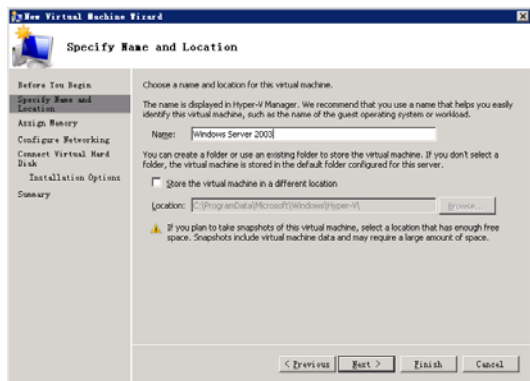 New Virtual Machine Wizard
Specify Name and Location
Before You Begin
Specify Name and
Location
Assign Memory
Configure Networking
Connect Virtual Hard
Disk
Installation Options
Summary
Choose a name and location for this virtual machine.
The name is displayed in Hyper-V Manager. We recommend that you use a name that helps you easily
identify this virtual machine, such as the name of the guest operating system or workload.
Name: Windows Server 2003
You can create a folder or use an existing folder to store the virtual machine. If you don't select a
folder, the virtual machine is stored in the default folder configured for this server.
Store the virtual machine in a different location
Location: C:\ProgramData\Microsoft\Windows\Hyper-V\ Browse...
If you plan to take snapshots of this virtual machine, select a location that has enough free
space. Snapshots include virtual machine data and may require a large amount of space.
< Previous Next > Finish Cancel